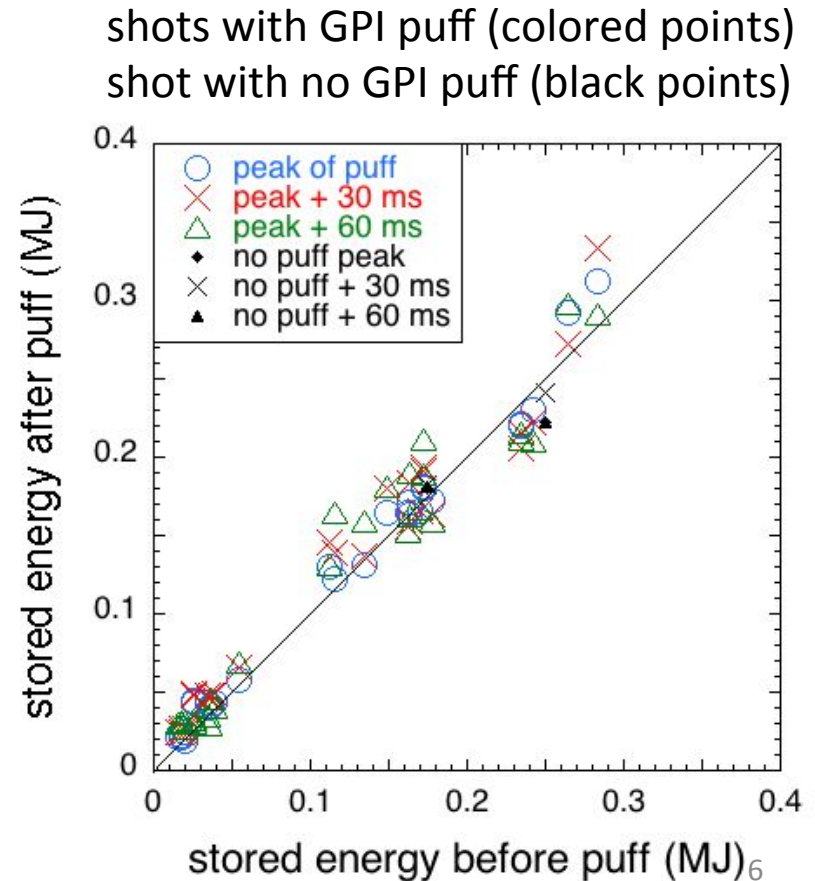 shots with GPI puff (colored points)
shot with no GPI puff (black points)
0.4
peak of puff
peak + 30 ms
peak + 60 ms
no puff peak
no puff + 30 ms
no puff + 60 ms
stored energy after puff (MJ)
0.3
0.2
0.1
0
0 0.1 0.2 0.3 0.4
stored energy before puff (MJ)
6